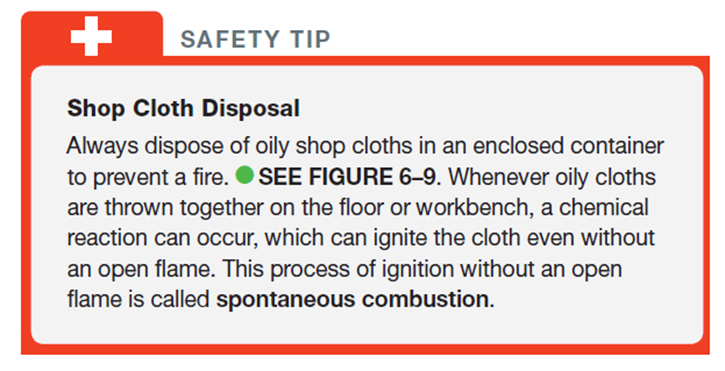 SAFETY TIP
Shop Cloth Disposal
Always dispose of oily shop cloths in an enclosed container
to prevent a fire. SEE FIGURE 6–9. Whenever oily cloths
are thrown together on the floor or workbench, a chemical
reaction can occur, which can ignite the cloth even without
an open flame. This process of ignition without an open
flame is called spontaneous combustion.